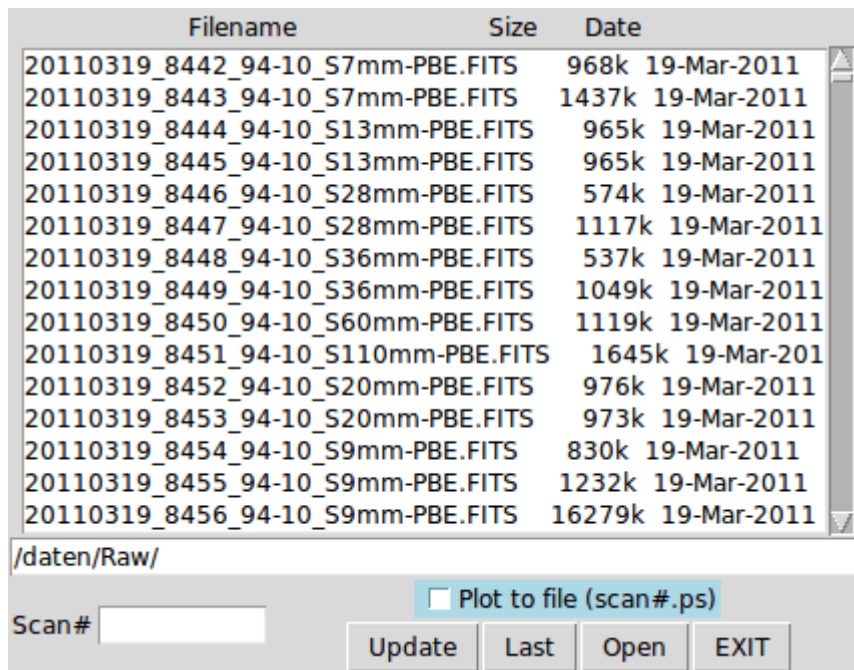 Filename Size Date
20110319_8442_94-10_S7mm-PBE.FITS 968k 19-Mar-2011
20110319_8443_94-10_S7mm-PBE.FITS 1437k 19-Mar-2011
20110319_8444_94-10_S13mm-PBE.FITS 965k 19-Mar-2011
20110319_8445_94-10_S13mm-PBE.FITS 965k 19-Mar-2011
20110319_8446_94-10_S28mm-PBE.FITS 574k 19-Mar-2011
20110319_8447_94-10_S28mm-PBE.FITS 1117k 19-Mar-2011
20110319_8448_94-10_S36mm-PBE.FITS 537k 19-Mar-2011
20110319_8449_94-10_S36mm-PBE.FITS 1049k 19-Mar-2011
20110319_8450_94-10_S60mm-PBE.FITS 1119k 19-Mar-2011
20110319_8451_94-10_S110mm-PBE.FITS 1645k 19-Mar-201
20110319_8452_94-10_S20mm-PBE.FITS 976k 19-Mar-2011
20110319_8453_94-10_S20mm-PBE.FITS 973k 19-Mar-2011
20110319_8454_94-10_S9mm-PBE.FITS 830k 19-Mar-2011
20110319_8455_94-10_S9mm-PBE.FITS 1232k 19-Mar-2011
20110319_8456_94-10_S9mm-PBE.FITS 16279k 19-Mar-2011
/daten/Raw/
Plot to file (scan#.ps)
Scan#
Update Last Open EXIT